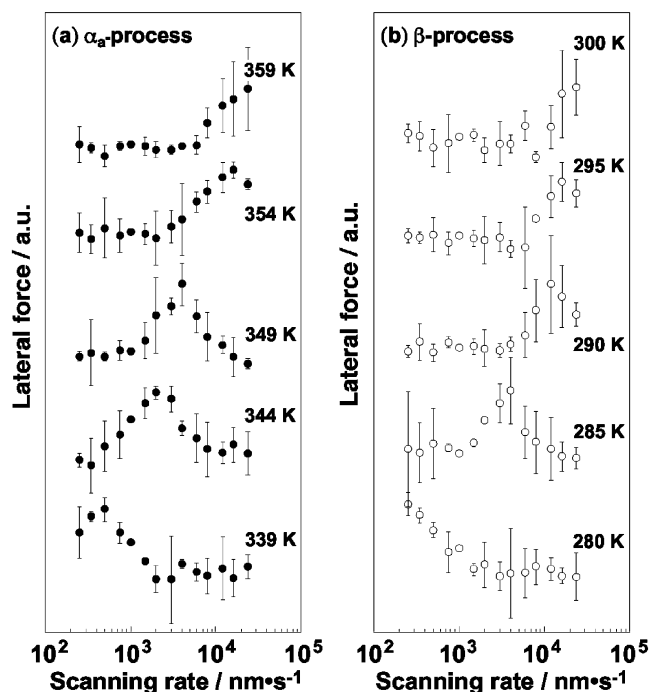 (a) αa-process
359 K
354 K
349 K
344 K
339 K
Lateral force / a.u.
10² 10³ 10⁴ 10⁵
Scanning rate / nm•s⁻¹
(b) β-process
300 K
295 K
290 K
285 K
280 K
Lateral force / a.u.
10² 10³ 10⁴ 10⁵
Scanning rate / nm•s⁻¹